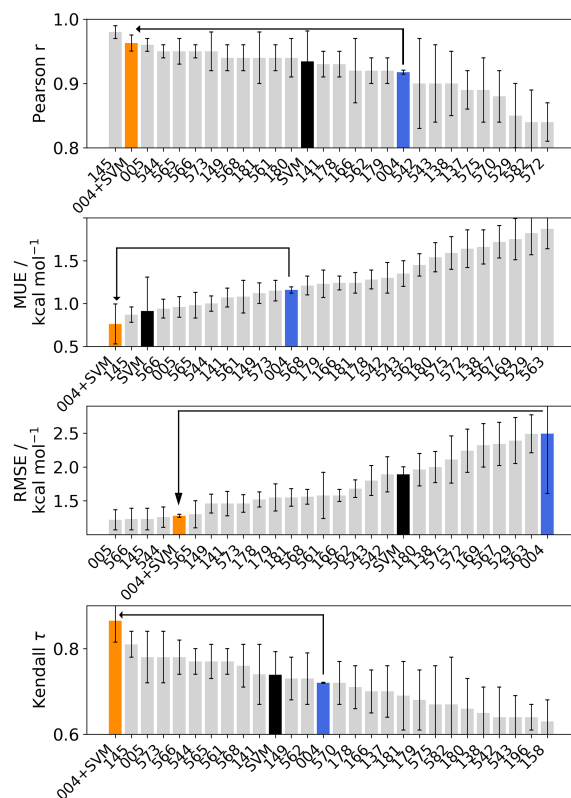 Pearson r
1.0
0.9
0.8
145 004+SVM 005 544 565 566 573 149 568 181 561 180 SVM 141 178 166 562 179 004 542 543 138 137 575 570 529 582 572
MUE /
kcal mol⁻¹
1.5
1.0
0.5
004+SVM 145 SVM 566 005 565 544 141 561 149 573 004 568 179 166 181 178 542 543 562 180 575 572 138 567 169 529 563
RMSE /
kcal mol⁻¹
2.5
2.0
1.5
005 566 145 544 004+SVM 565 149 141 573 178 179 181 568 561 166 562 543 542 SVM 180 138 575 572 169 567 529 563 004
Kendall τ
0.8
0.6
004+SVM 145 005 573 566 544 565 561 568 141 SVM 149 562 004 570 178 166 137 181 179 575 582 180 138 542 543 196 158